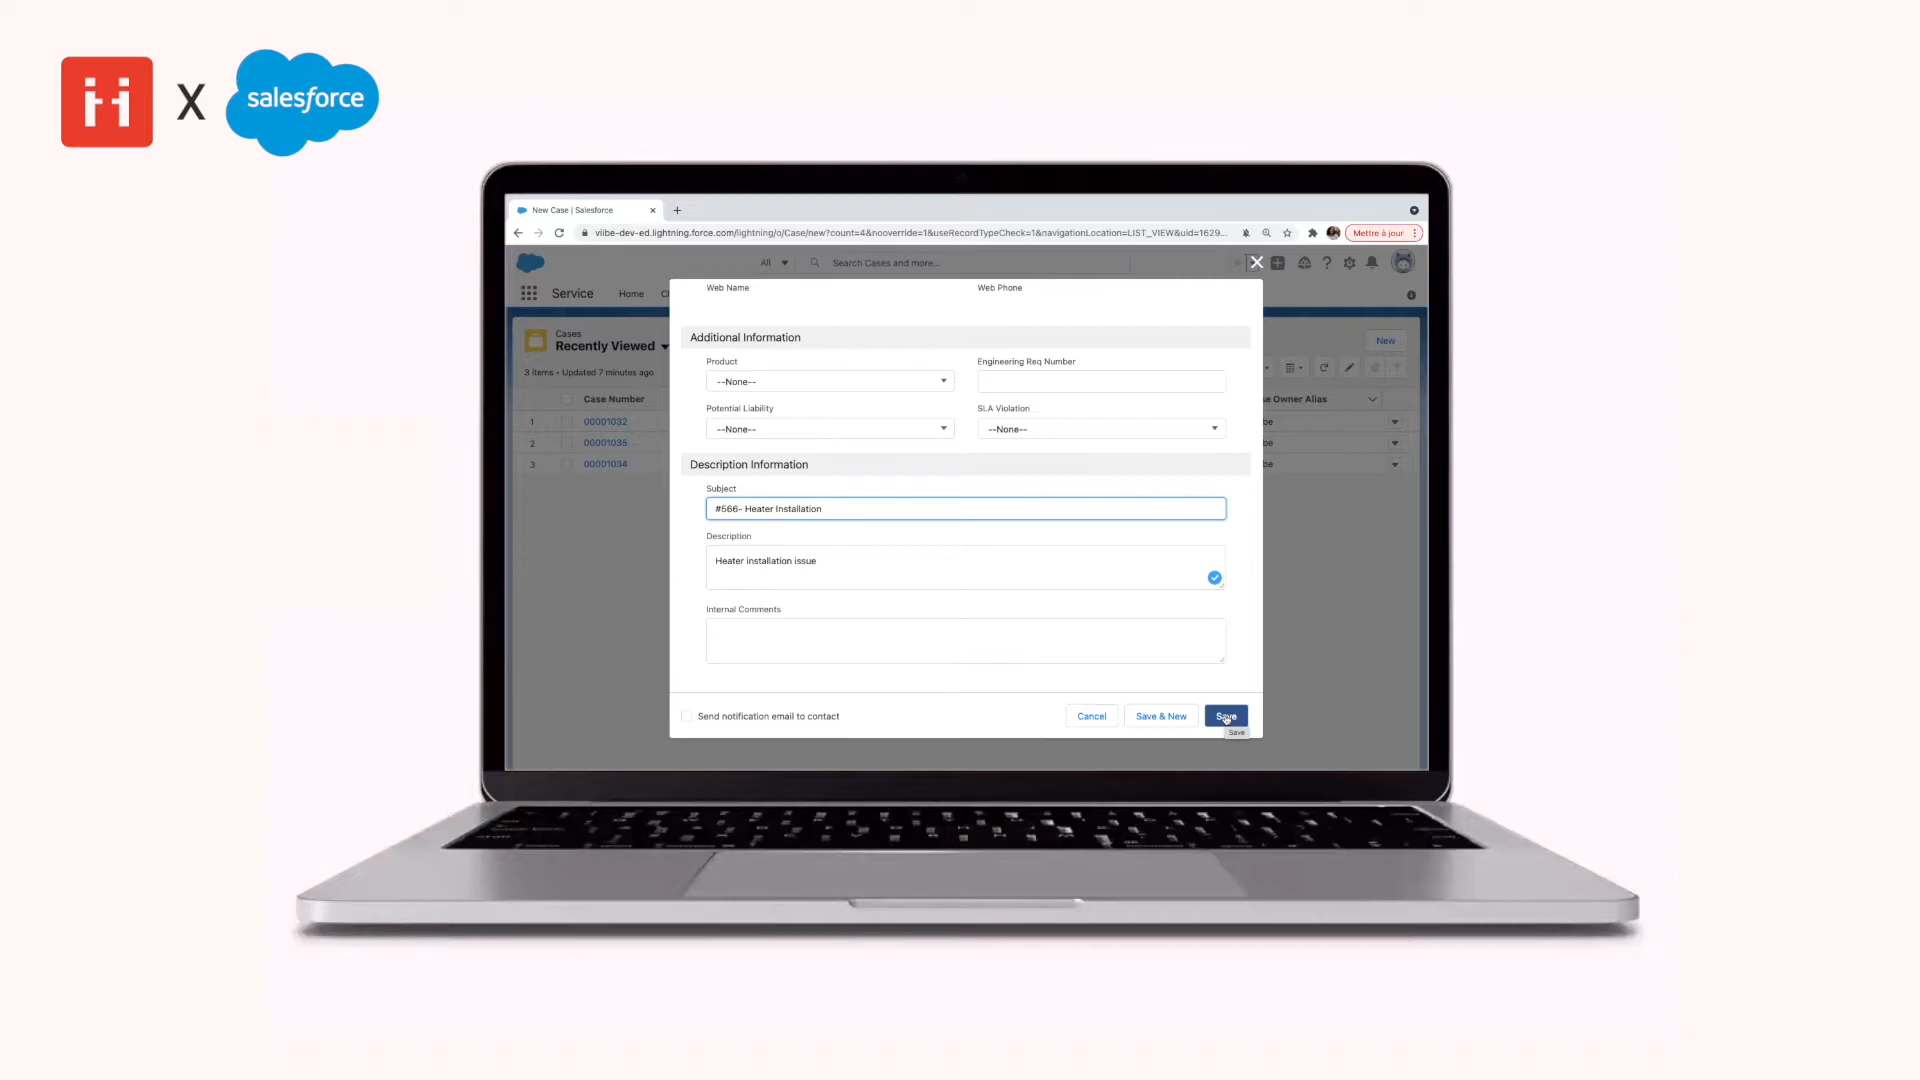 X salesforce
New Case | Salesforce
viibe-dev-ed.lightning.force.com/lightning/o/Case/new?count=4&nooverride=1&useRecordTypeCheck=1&navigationLocation=LIST_VIEW&uid=1629...
Mettre à jour
All
Search Cases and more...
Service
Home
Cases
Recently Viewed
New
3 items • Updated 7 minutes ago
Case Number
Owner Alias
1 00001032
2 00001035
3 00001034
Web Name
Web Phone
Additional Information
Product
Engineering Req Number
--None--
Potential Liability
SLA Violation
--None--
--None--
Description Information
Subject
#566- Heater Installation
Description
Heater installation issue
Internal Comments
Send notification email to contact
Cancel
Save & New
Save
Save